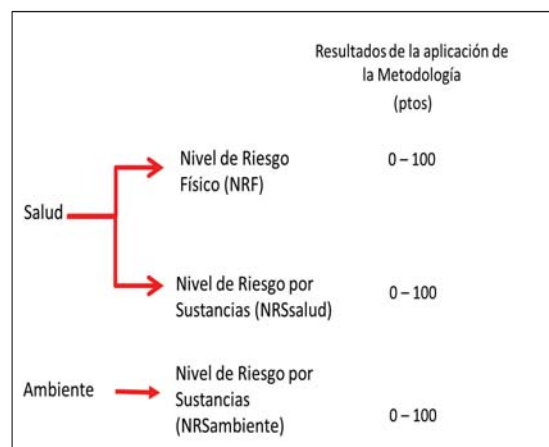 Resultados de la aplicación de
la Metodología
(ptos)
Nivel de Riesgo
Físico (NRF)
0 – 100
Salud
Nivel de Riesgo por
Sustancias (NRSsalud)
0 – 100
Ambiente
Nivel de Riesgo por
Sustancias
(NRSambiente)
0 – 100